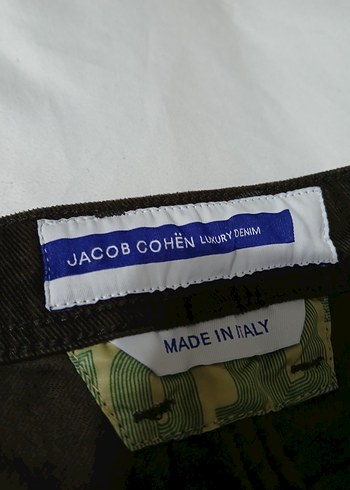 JACOB COHËN LUXURY DENIM
MADE IN ITALY